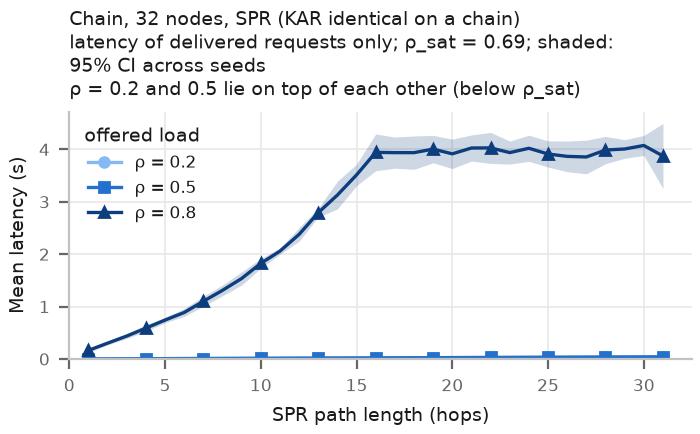 Chain, 32 nodes, SPR (KAR identical on a chain)
latency of delivered requests only; ρ_sat = 0.69; shaded:
95% CI across seeds
ρ = 0.2 and 0.5 lie on top of each other (below ρ_sat)
offered load
ρ = 0.2
ρ = 0.5
ρ = 0.8
Mean latency (s)
4
3
2
1
0
0 5 10 15 20 25 30
SPR path length (hops)